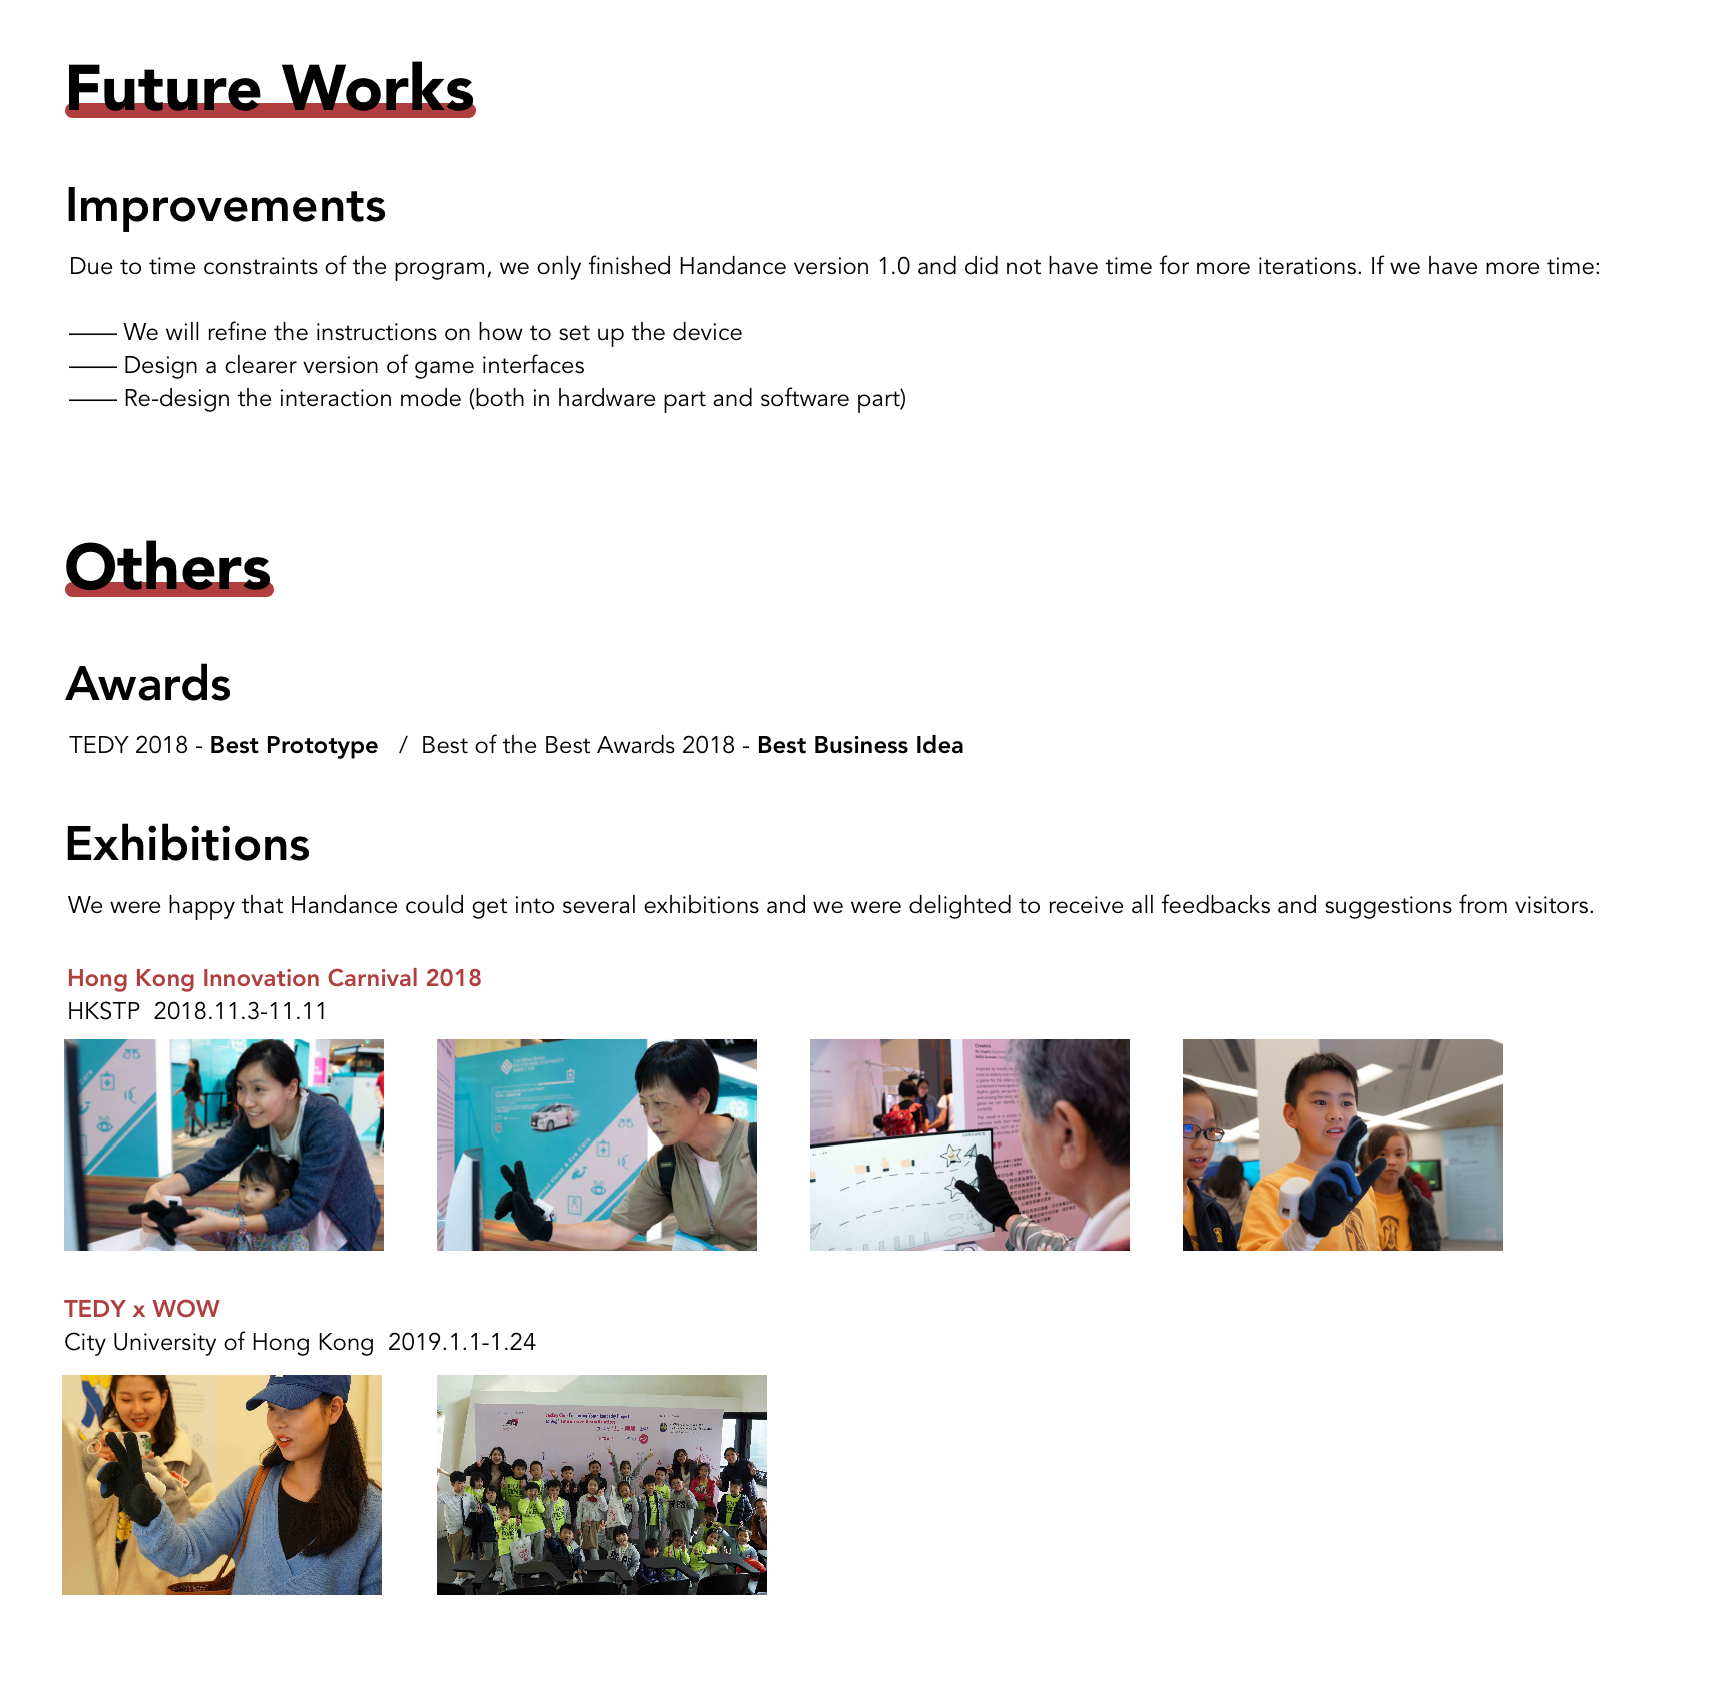 Future Works
Improvements
Due to time constraints of the program, we only finished Handance version 1.0 and did not have time for more iterations. If we have more time:
—— We will refine the instructions on how to set up the device
—— Design a clearer version of game interfaces
—— Re-design the interaction mode (both in hardware part and software part)
Others
Awards
TEDY 2018 - Best Prototype / Best of the Best Awards 2018 - Best Business Idea
Exhibitions
We were happy that Handance could get into several exhibitions and we were delighted to receive all feedbacks and suggestions from visitors.
Hong Kong Innovation Carnival 2018
HKSTP 2018.11.3-11.11
TEDY x WOW
City University of Hong Kong 2019.1.1-1.24